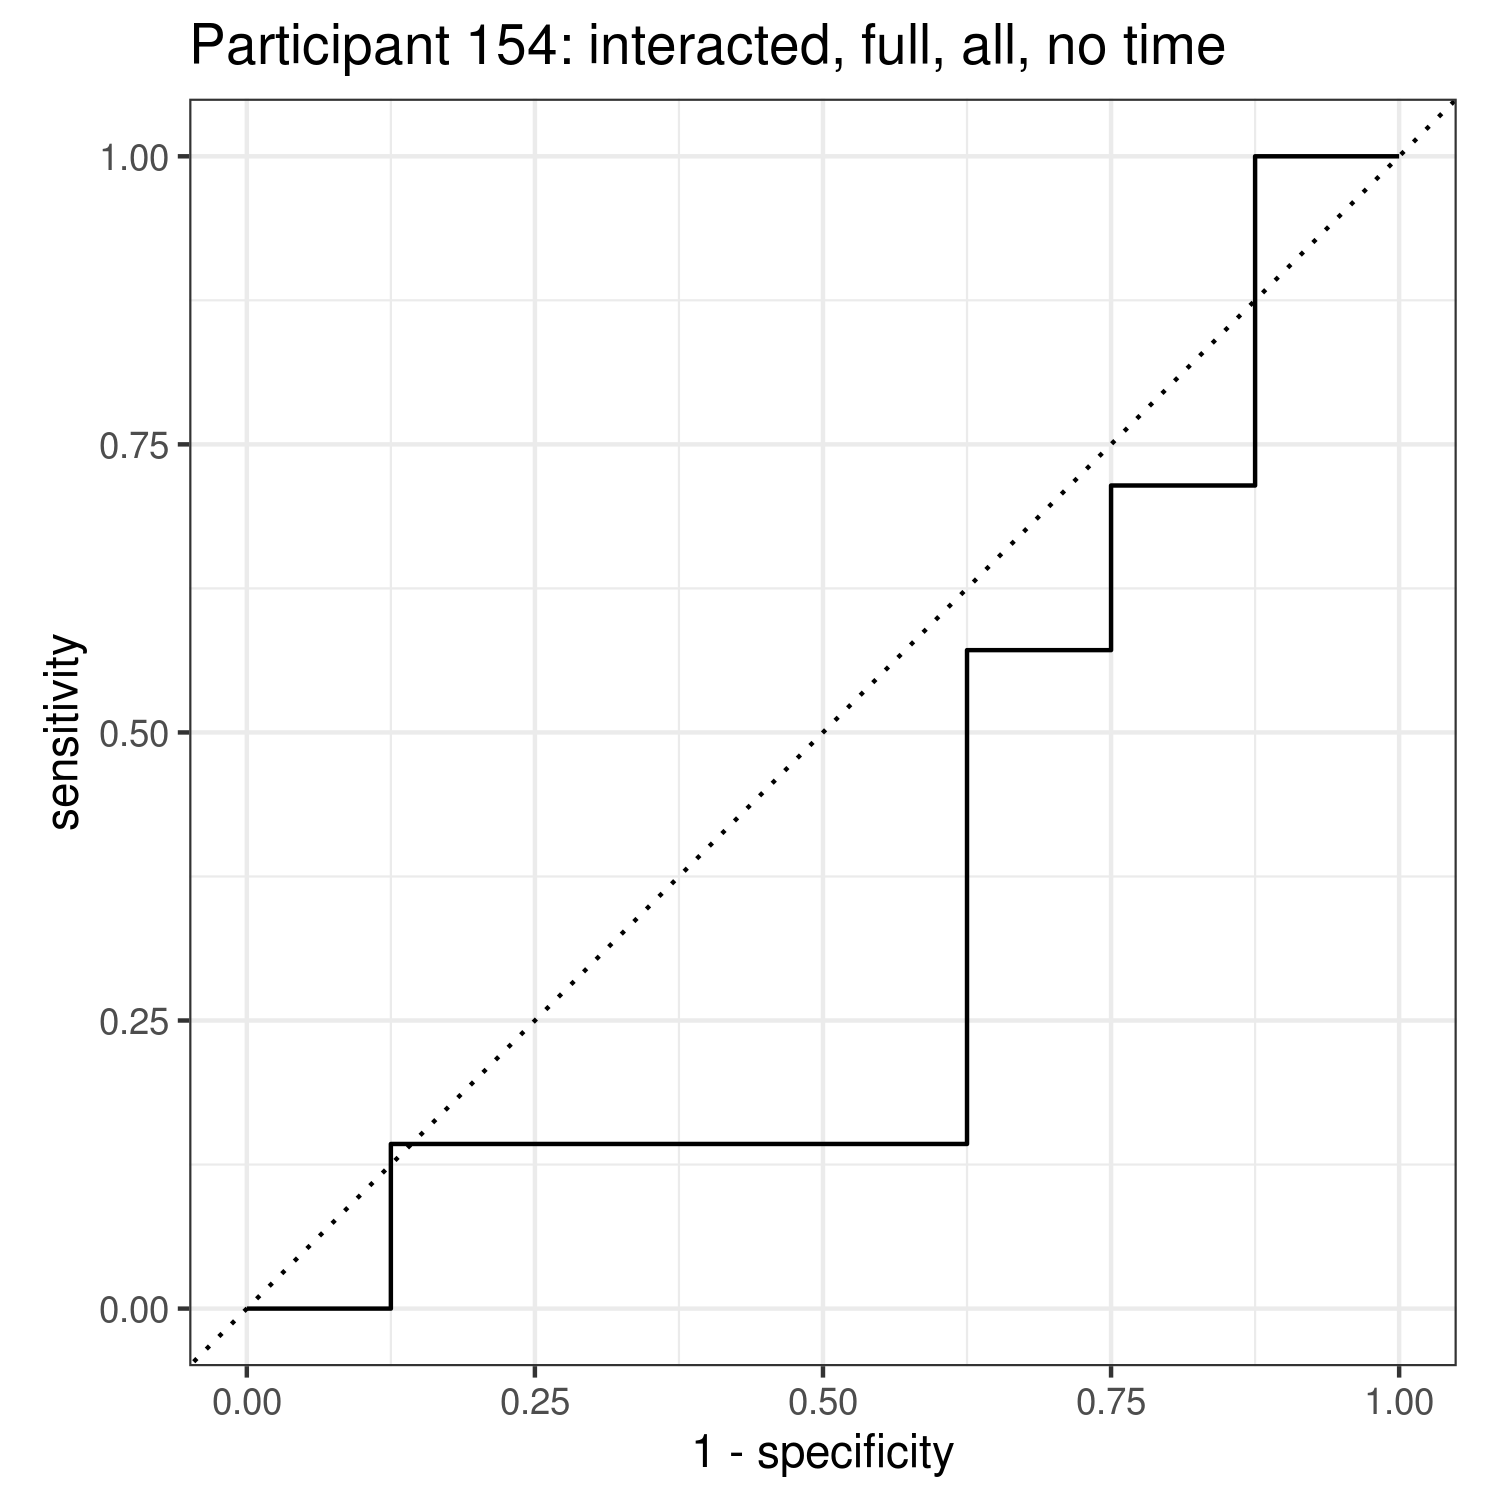 Participant 154: interacted, full, all, no time
1.00
0.75
0.50
0.25
0.00
sensitivity
0.00 0.25 0.50 0.75 1.00
1 - specificity